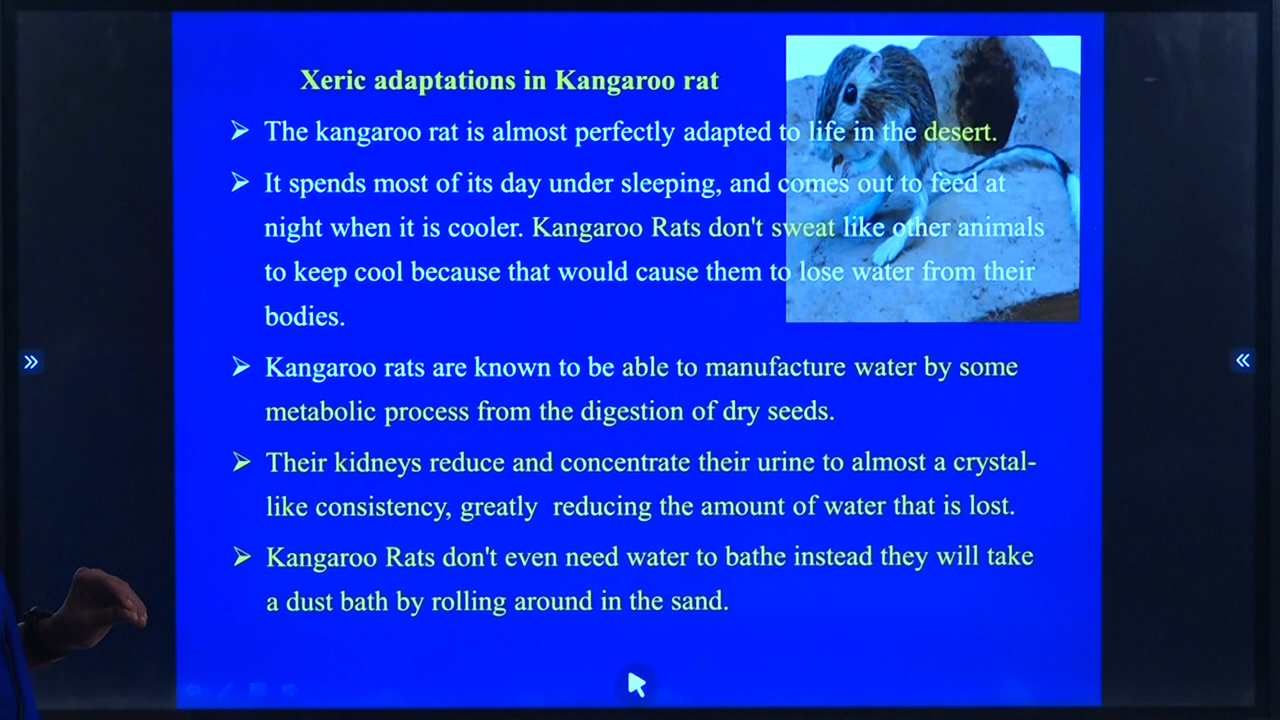 Xeric adaptations in Kangaroo rat
➢ The kangaroo rat is almost perfectly adapted to life in the desert.
➢ It spends most of its day under sleeping, and comes out to feed at
night when it is cooler. Kangaroo Rats don't sweat like other animals
to keep cool because that would cause them to lose water from their
bodies.
➢ Kangaroo rats are known to be able to manufacture water by some
metabolic process from the digestion of dry seeds.
➢ Their kidneys reduce and concentrate their urine to almost a crystal-
like consistency, greatly reducing the amount of water that is lost.
➢ Kangaroo Rats don't even need water to bathe instead they will take
a dust bath by rolling around in the sand.